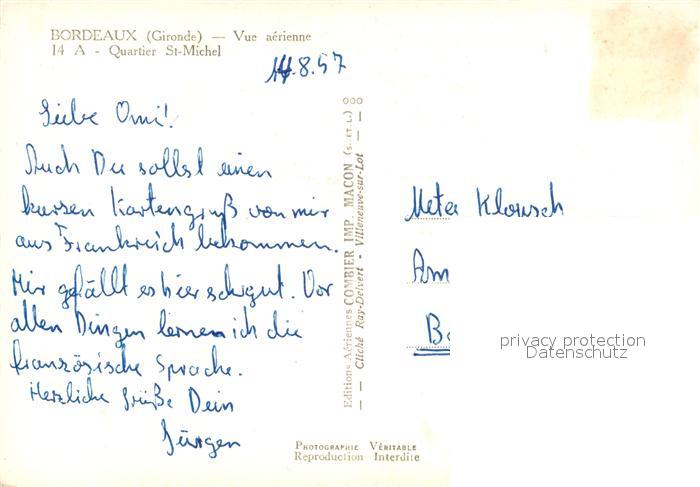 BORDEAUX (Gironde) — Vue aérienne
14 A - Quartier St-Michel
14.8.57
Liebe Omi!
Auch Du sollst einen
kurzen Kartengruß von mir
aus Frankreich bekommen.
Mir gefällt es hier sehr gut. Vor
allen Dingen lerne ich die
französische Sprache.
Herzliche Grüße Dein
Jürgen
Editions Aériennes COMBIER IMP. MACON (S.-ET-L.)
Cliché Ray-Delvert - Villeneuve-sur-Lot
Meta
Am
privacy protection
Datenschutz
PHOTOGRAPHIE VÉRITABLE
Reproduction Interdite